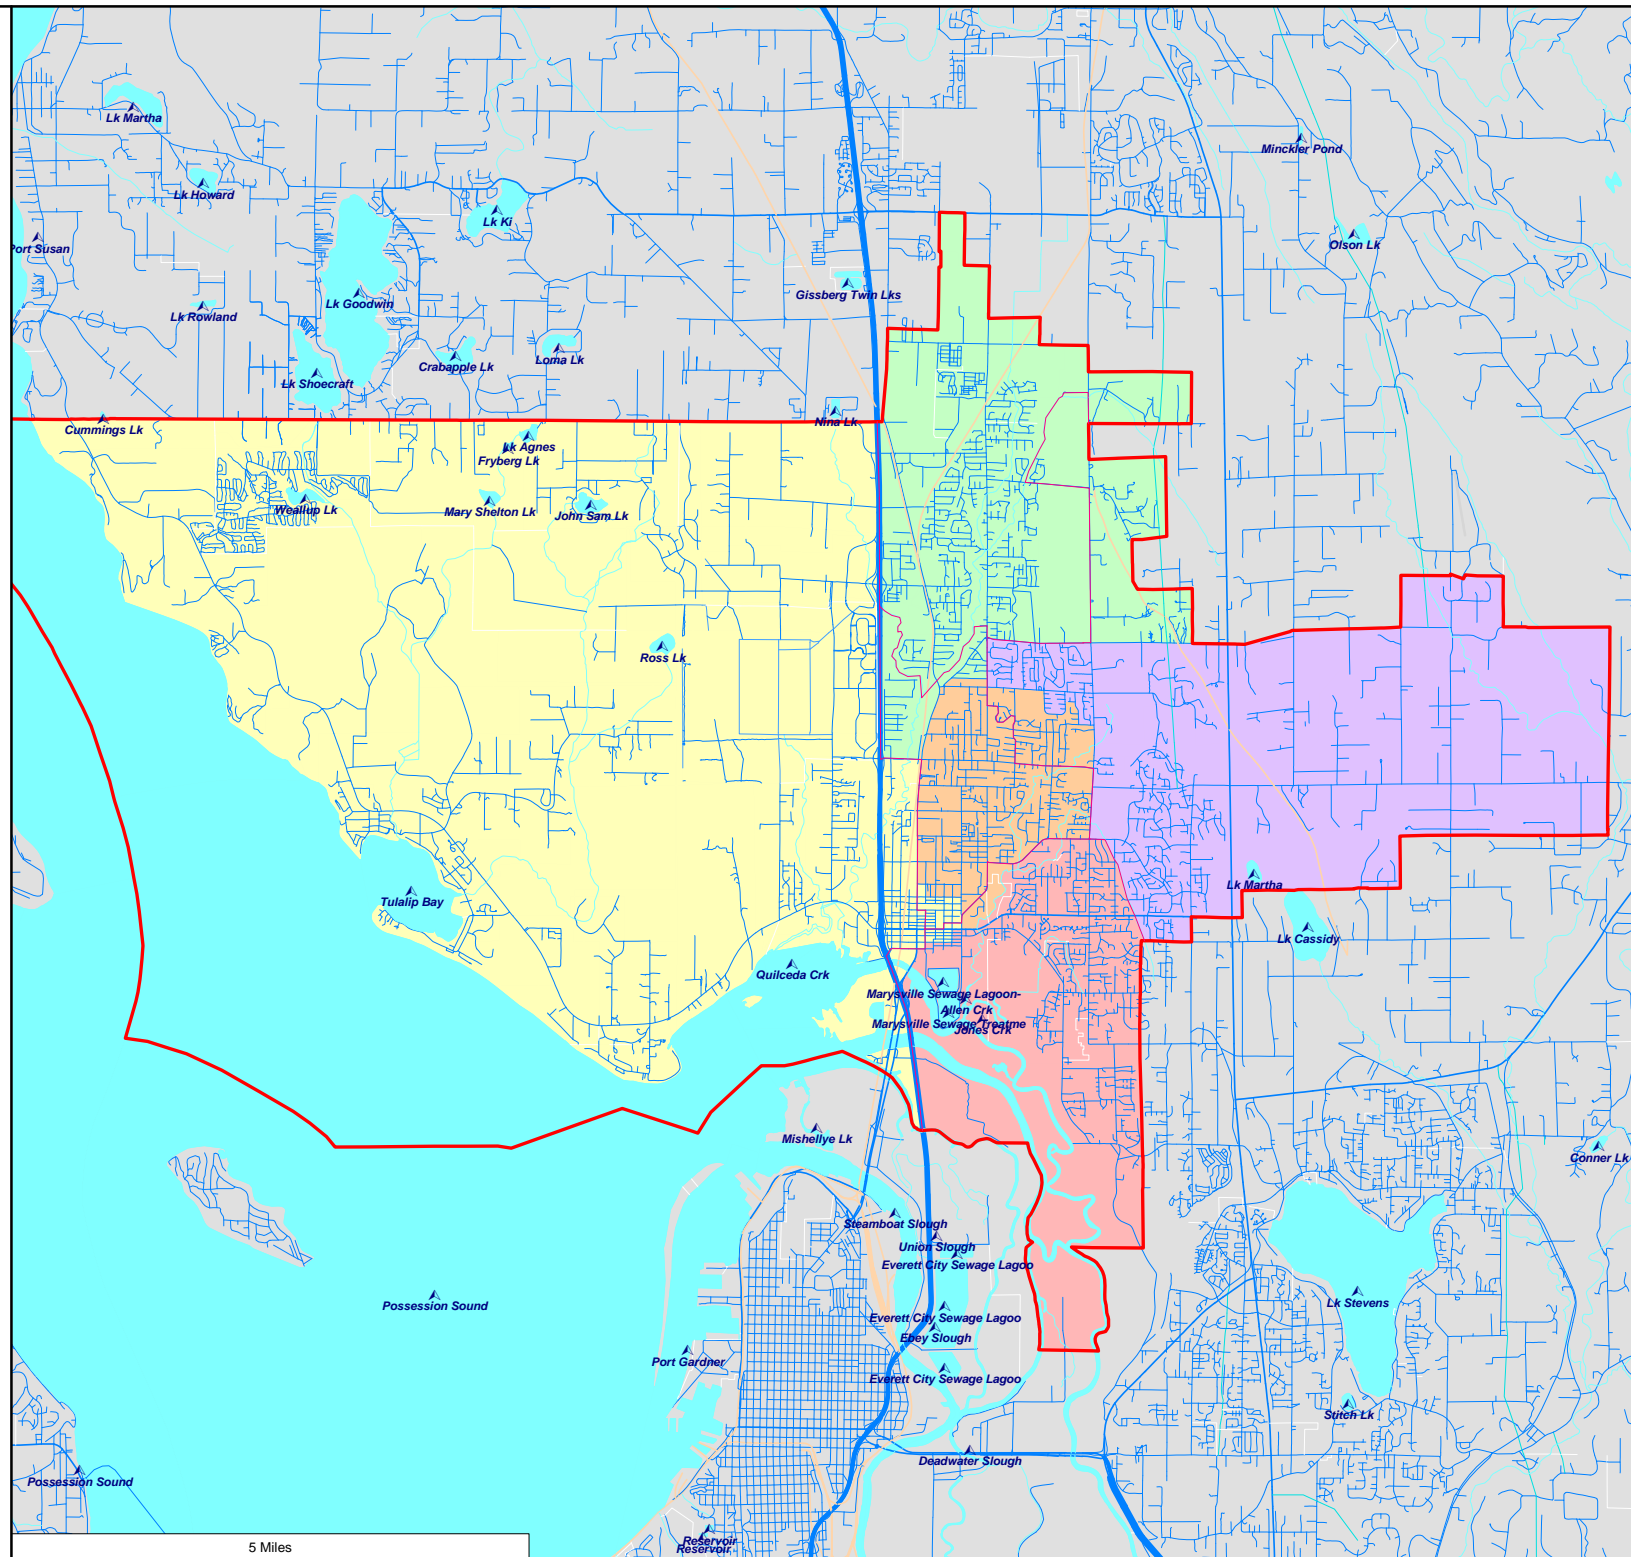 Lk Martha
Minckler Pond
Lk Howard
Lk Ki
Port Susan
Olson Lk
Gissberg Twin Lks
Lk Goodwin
Lk Rowland
Loma Lk
Crabapple Lk
Lk Shoecraft
Nina Lk
Cummings Lk
Lk Agnes
Fryberg Lk
Weallup Lk
Mary Shelton Lk
John Sam Lk
Ross Lk
Lk Martha
Tulalip Bay
Lk Cassidy
Quilceda Crk
Marysville Sewage Lagoon-
Allen Crk
Marysville Sewage Treatme
Jones Crk
Mishellye Lk
Conner Lk
Steamboat Slough
Union Slough
Everett City Sewage Lagoo
Possession Sound
Lk Stevens
Everett City Sewage Lagoo
Ebey Slough
Port Gardner
Everett City Sewage Lagoo
Stitch Lk
Deadwater Slough
Possession Sound
Reservoir
Reservoir
5 Miles